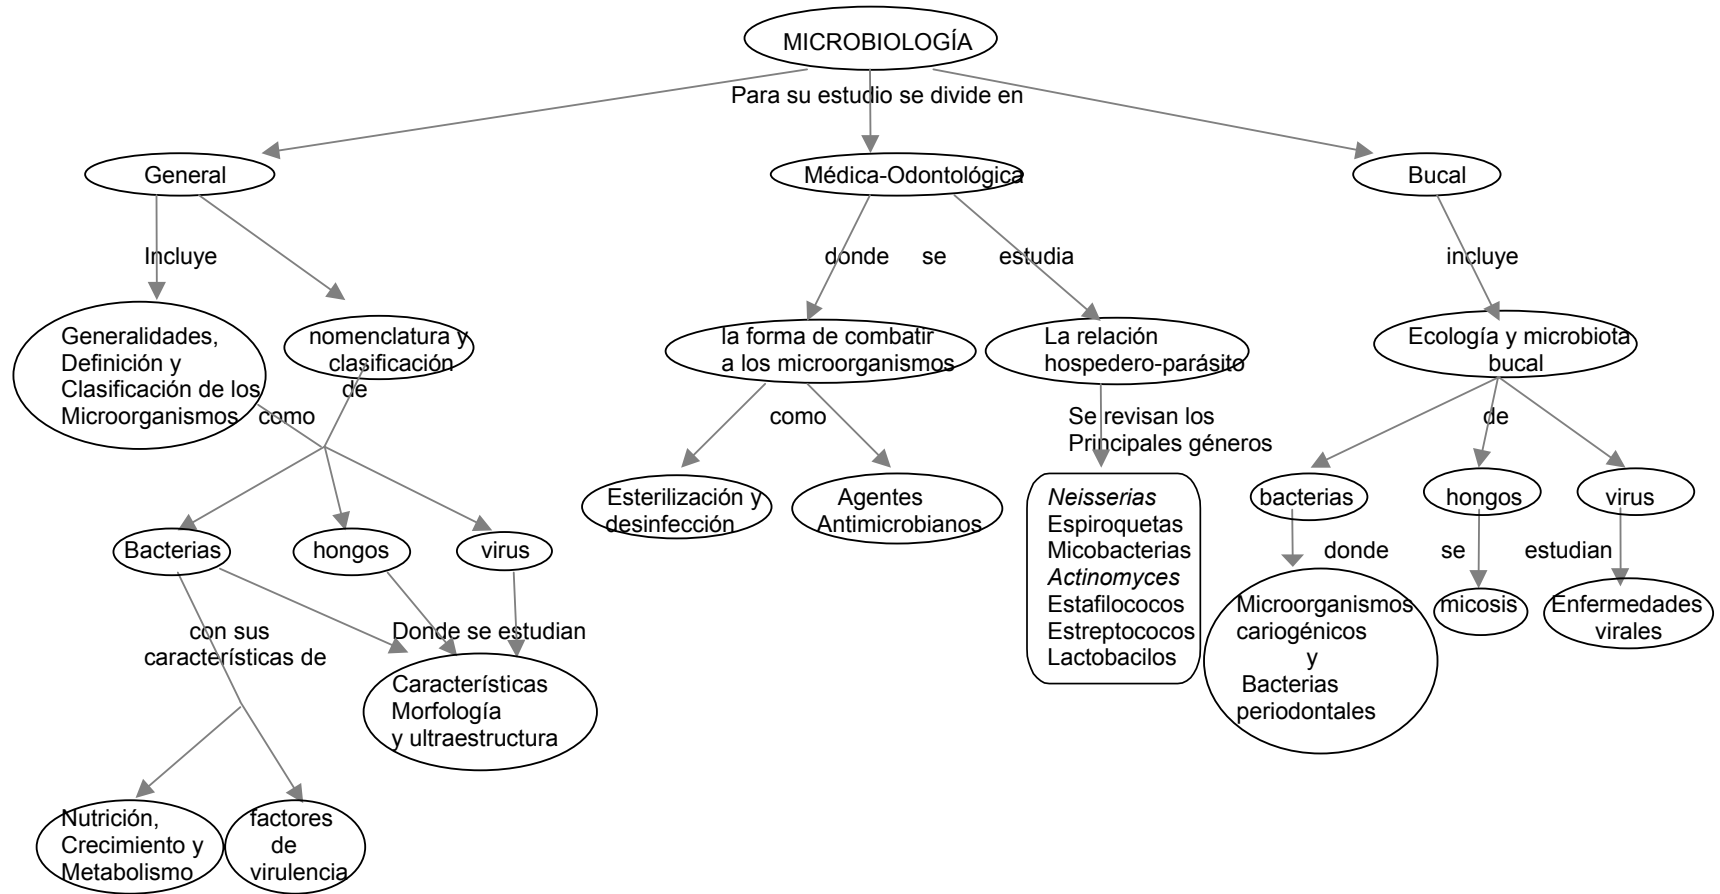 MICROBIOLOGÍA
Para su estudio se divide en
General
Médica-Odontológica
Bucal
Incluye
donde se estudia
incluye
Generalidades,
Definición y
Clasificación de los
Microorganismos
nomenclatura y
clasificación
de
como
la forma de combatir
a los microorganismos
La relación
hospedero-parásito
Ecología y microbiota
bucal
como
Se revisan los
Principales géneros
de
Esterilización y
desinfección
Agentes
Antimicrobianos
Neisserias
Espiroquetas
Micobacterias
Actinomyces
Estafilococos
Estreptococos
Lactobacilos
bacterias
hongos
virus
Bacterias
hongos
virus
donde se estudian
Microorganismos
cariogénicos
y
Bacterias
periodontales
micosis
Enfermedades
virales
con sus
características de
Donde se estudian
Características
Morfología
y ultraestructura
Nutrición,
Crecimiento y
Metabolismo
factores
de
virulencia